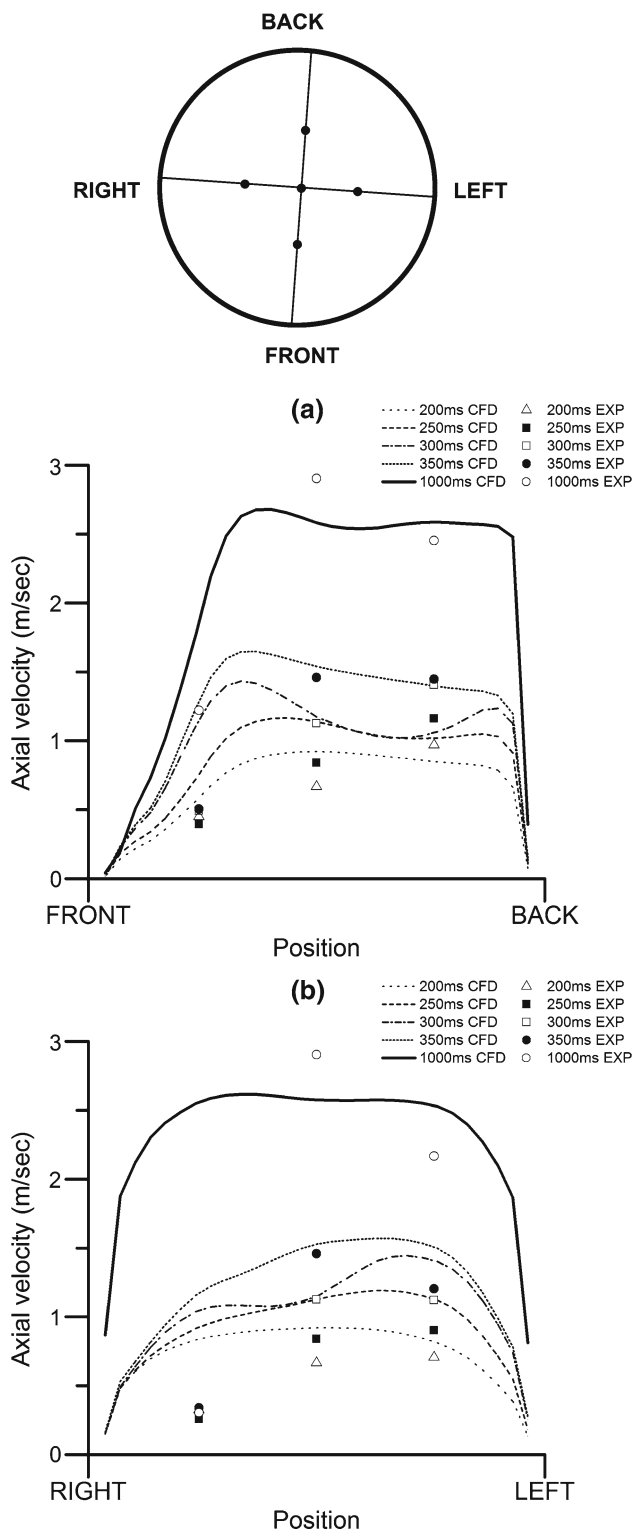 BACK
RIGHT LEFT
FRONT
(a)
200ms CFD 200ms EXP
250ms CFD 250ms EXP
300ms CFD 300ms EXP
350ms CFD 350ms EXP
1000ms CFD 1000ms EXP
3
2
1
0
Axial velocity (m/sec)
FRONT BACK
Position
(b)
200ms CFD 200ms EXP
250ms CFD 250ms EXP
300ms CFD 300ms EXP
350ms CFD 350ms EXP
1000ms CFD 1000ms EXP
3
2
1
0
Axial velocity (m/sec)
RIGHT LEFT
Position